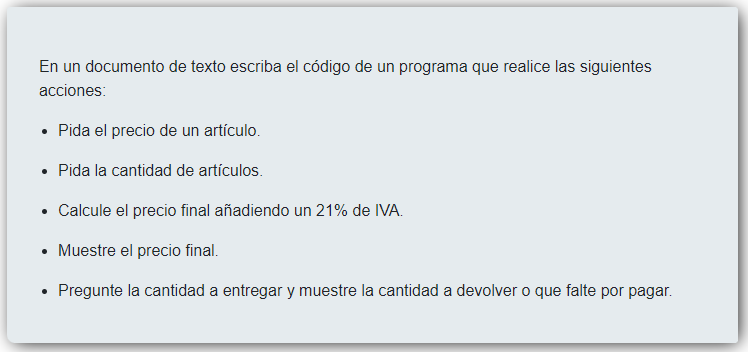 En un documento de texto escriba el código de un programa que realice las siguientes
acciones:
• Pida el precio de un artículo.
• Pida la cantidad de artículos.
• Calcule el precio final añadiendo un 21% de IVA.
• Muestre el precio final.
• Pregunte la cantidad a entregar y muestre la cantidad a devolver o que falte por pagar.